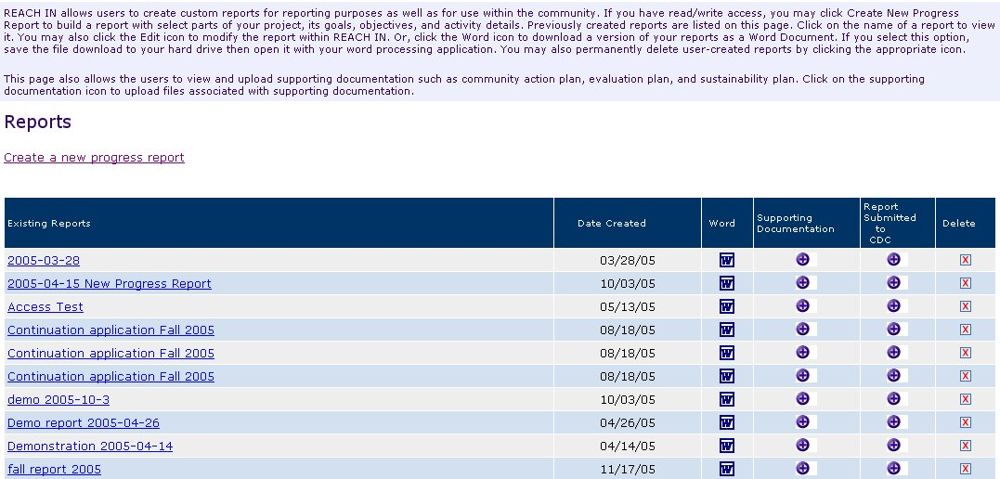 REACH IN allows users to create custom reports for reporting purposes as well as for use within the community. If you have read/write access, you may click Create New Progress
Report to build a report with select parts of your project, its goals, objectives, and activity details. Previously created reports are listed on this page. Click on the name of a report to view
it. You may also click the Edit icon to modify the report within REACH IN. Or, click the Word icon to download a version of your reports as a Word Document. If you select this option,
save the file download to your hard drive then open it with your word processing application. You may also permanently delete user-created reports by clicking the appropriate icon.
This page also allows the users to view and upload supporting documentation such as community action plan, evaluation plan, and sustainability plan. Click on the supporting
documentation icon to upload files associated with supporting documentation.
Reports
Create a new progress report
Existing Reports Date Created Word Supporting Documentation Report Submitted to CDC Delete
2005-03-28 03/28/05 W X
2005-04-15 New Progress Report 10/03/05 W X
Access Test 05/13/05 W X
Continuation application Fall 2005 08/18/05 W X
Continuation application Fall 2005 08/18/05 W X
Continuation application Fall 2005 08/18/05 W X
demo 2005-10-3 10/03/05 W X
Demo report 2005-04-26 04/26/05 W X
Demonstration 2005-04-14 04/14/05 W X
fall report 2005 11/17/05 W X